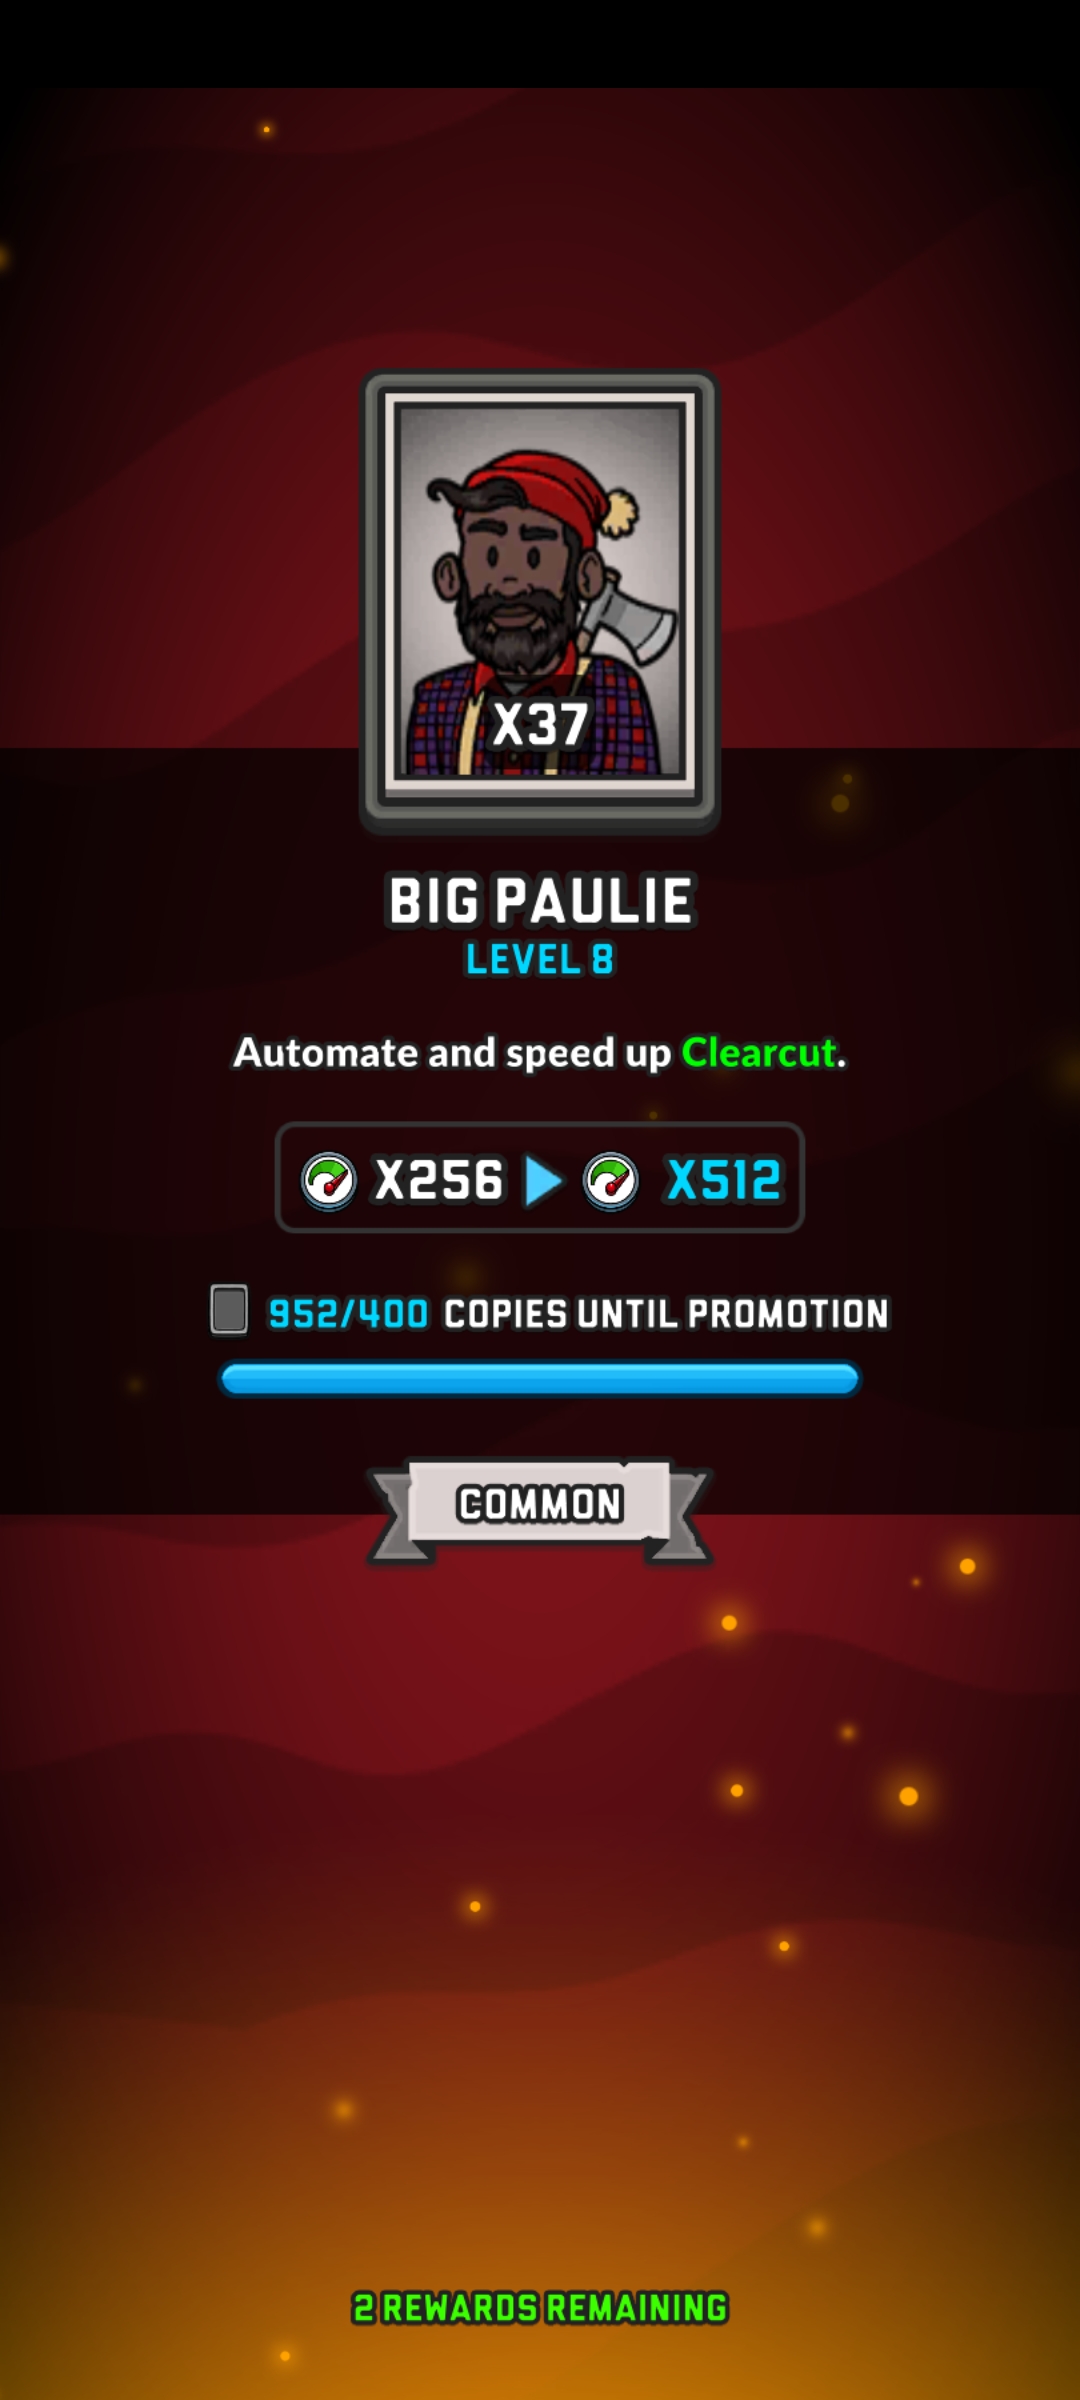 X37
BIG PAULIE
LEVEL 8
Automate and speed up Clearcut.
X256 X512
952/400 COPIES UNTIL PROMOTION
COMMON
2 REWARDS REMAINING